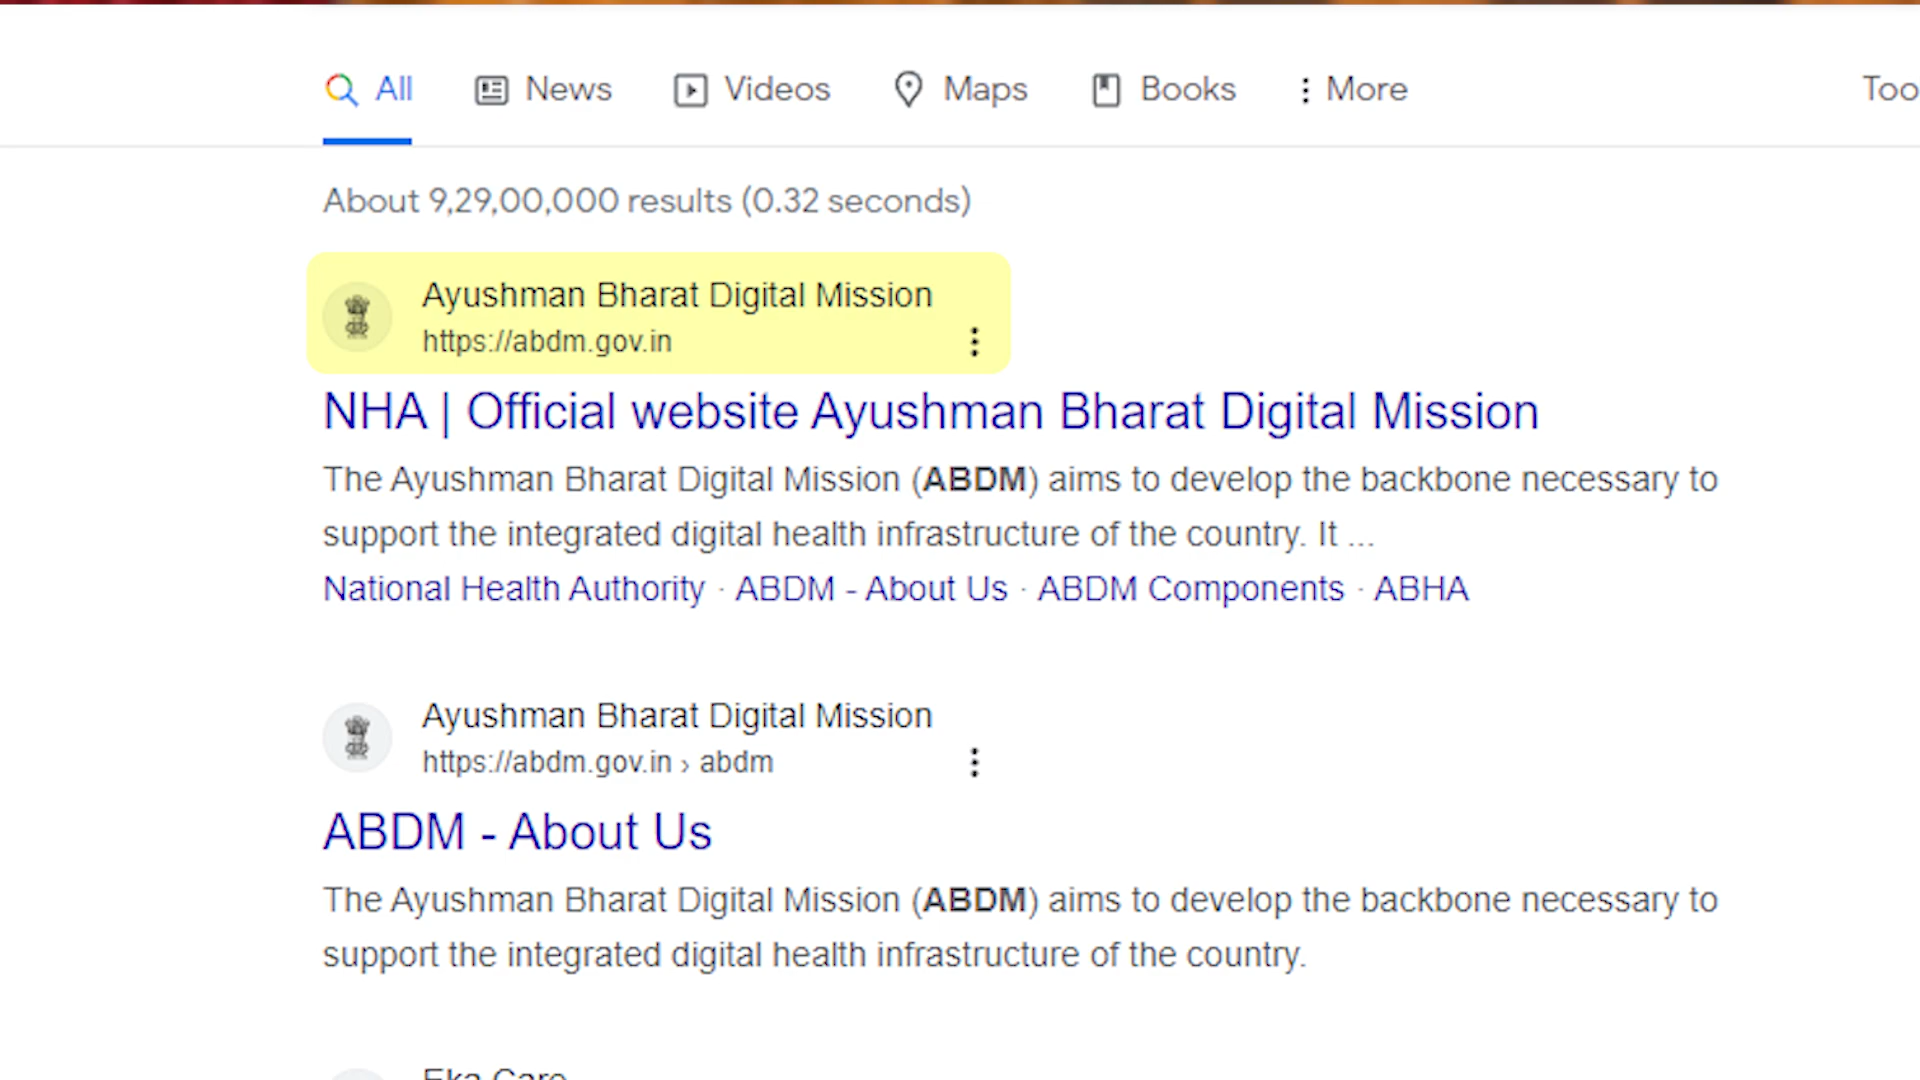 All News Videos Maps Books More Too
About 9,29,00,000 results (0.32 seconds)
Ayushman Bharat Digital Mission
https://abdm.gov.in
NHA | Official website Ayushman Bharat Digital Mission
The Ayushman Bharat Digital Mission (ABDM) aims to develop the backbone necessary to
support the integrated digital health infrastructure of the country. It ...
National Health Authority · ABDM - About Us · ABDM Components · ABHA
Ayushman Bharat Digital Mission
https://abdm.gov.in › abdm
ABDM - About Us
The Ayushman Bharat Digital Mission (ABDM) aims to develop the backbone necessary to
support the integrated digital health infrastructure of the country.
Eka Care